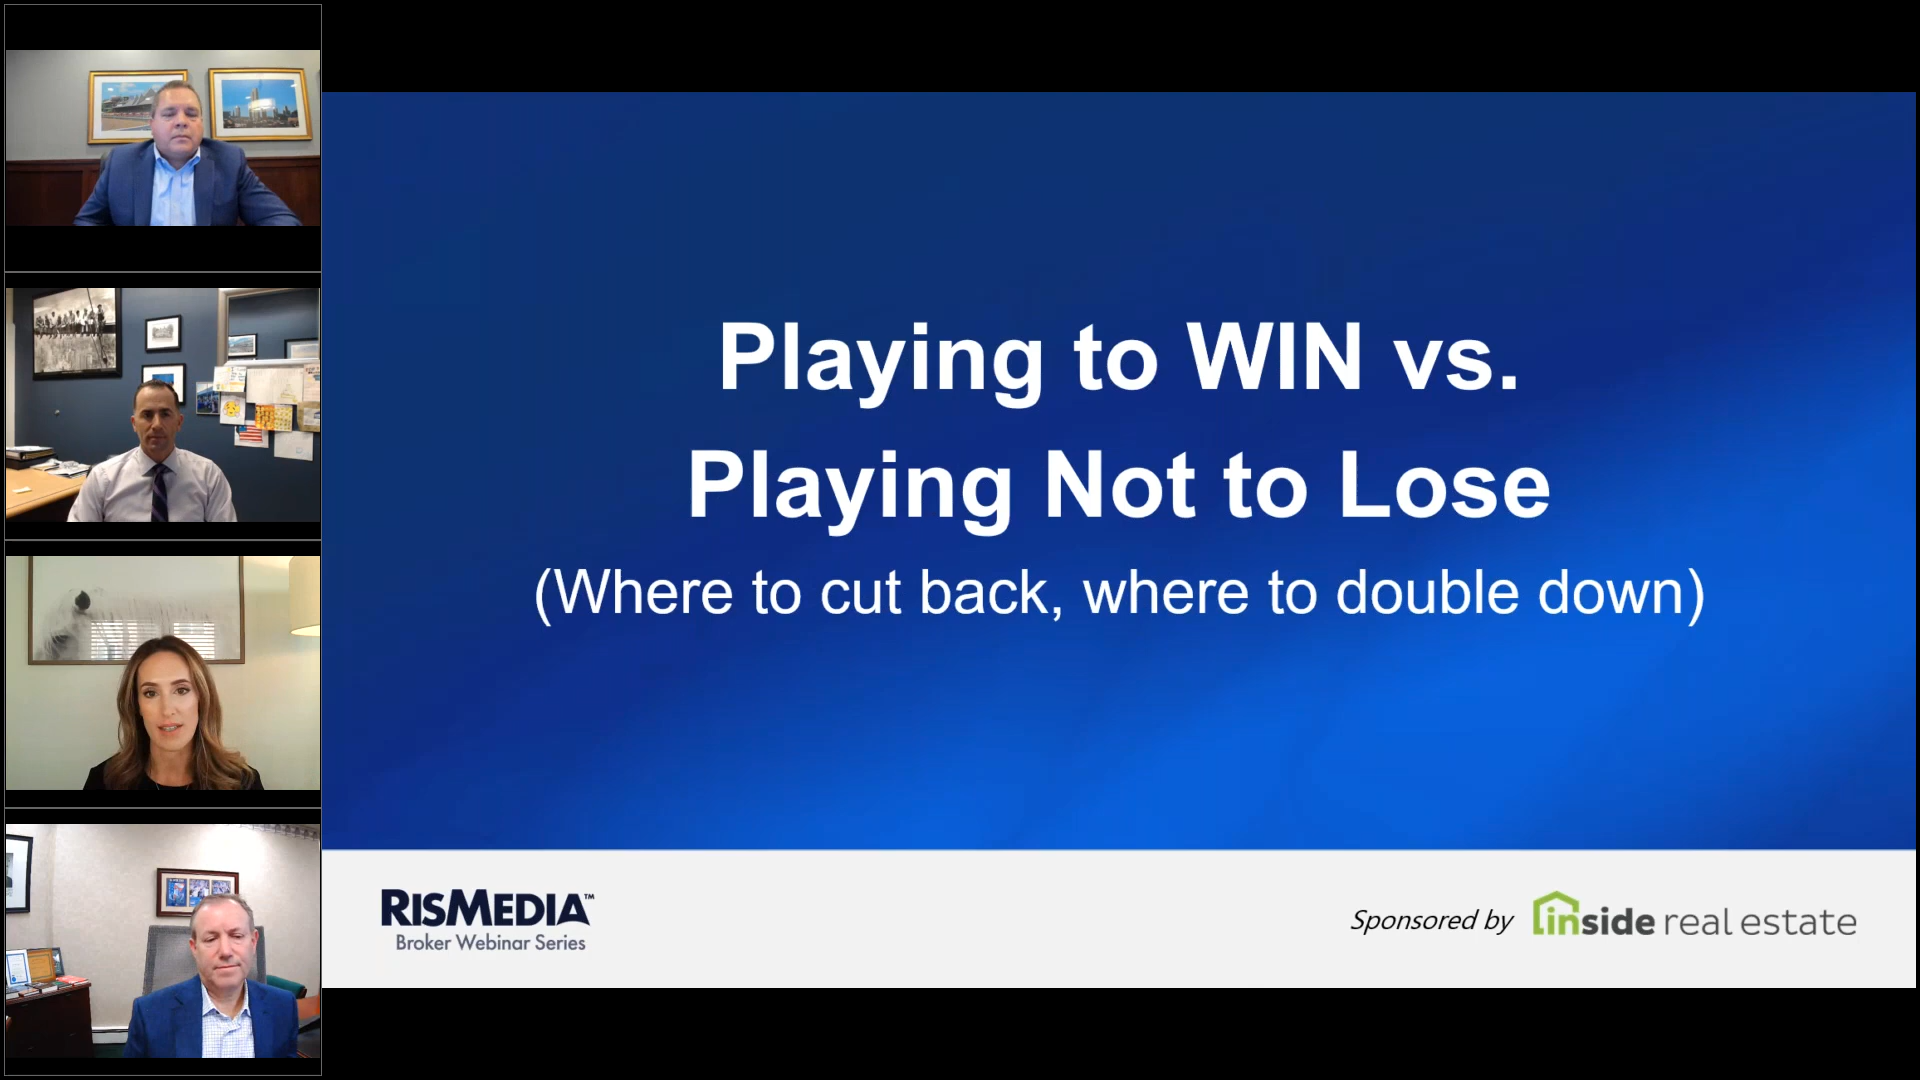 Playing to WIN vs.
Playing Not to Lose
(Where to cut back, where to double down)
RISMEDIA™
Broker Webinar Series
Sponsored by inside real estate